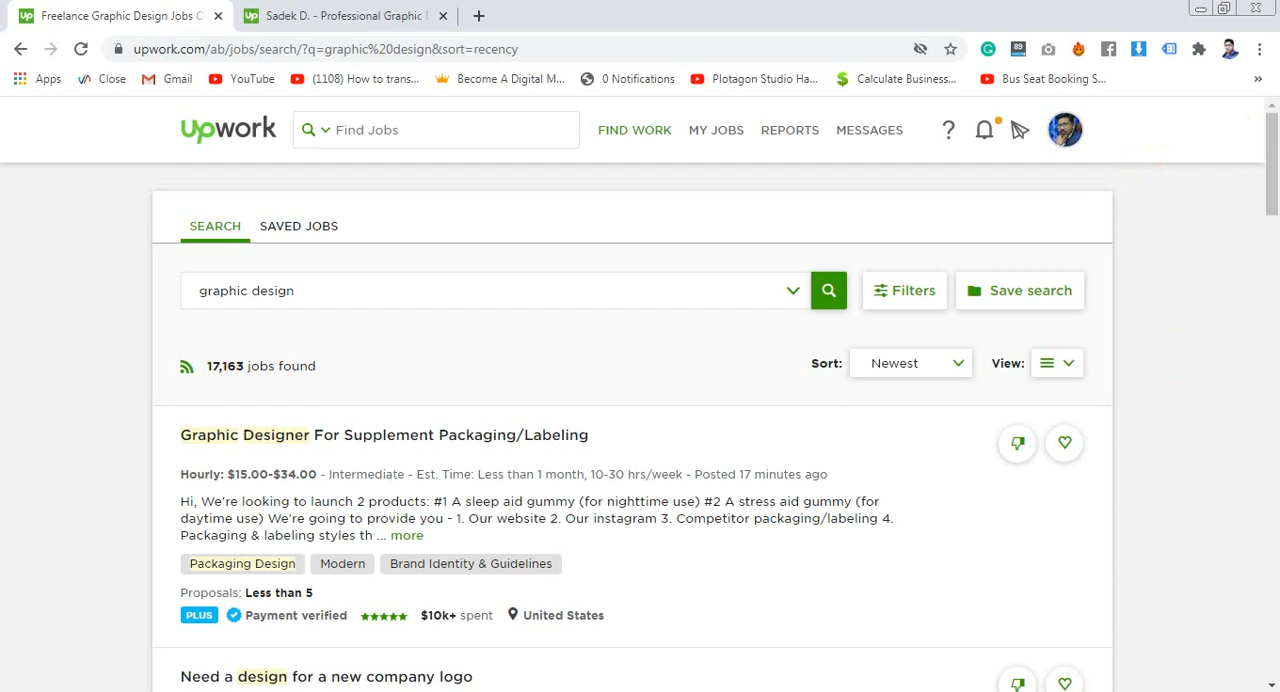 Freelance Graphic Design Jobs O
Sadek D. - Professional Graphic D
upwork.com/ab/jobs/search/?q=graphic%20design&sort=recency
89
Apps
Close
Gmail
YouTube
(1108) How to trans...
Become A Digital M...
0 Notifications
Plotagon Studio Ha...
Calculate Business...
Bus Seat Booking S...
upwork
Find Jobs
FIND WORK
MY JOBS
REPORTS
MESSAGES
SEARCH
SAVED JOBS
graphic design
Filters
Save search
17,163 jobs found
Sort: Newest
View:
Graphic Designer For Supplement Packaging/Labeling
Hourly: $15.00-$34.00 - Intermediate - Est. Time: Less than 1 month, 10-30 hrs/week - Posted 17 minutes ago
Hi, We're looking to launch 2 products: #1 A sleep aid gummy (for nighttime use) #2 A stress aid gummy (for
daytime use) We're going to provide you - 1. Our website 2. Our instagram 3. Competitor packaging/labeling 4.
Packaging & labeling styles th ... more
Packaging Design
Modern
Brand Identity & Guidelines
Proposals: Less than 5
PLUS Payment verified $10k+ spent United States
Need a design for a new company logo